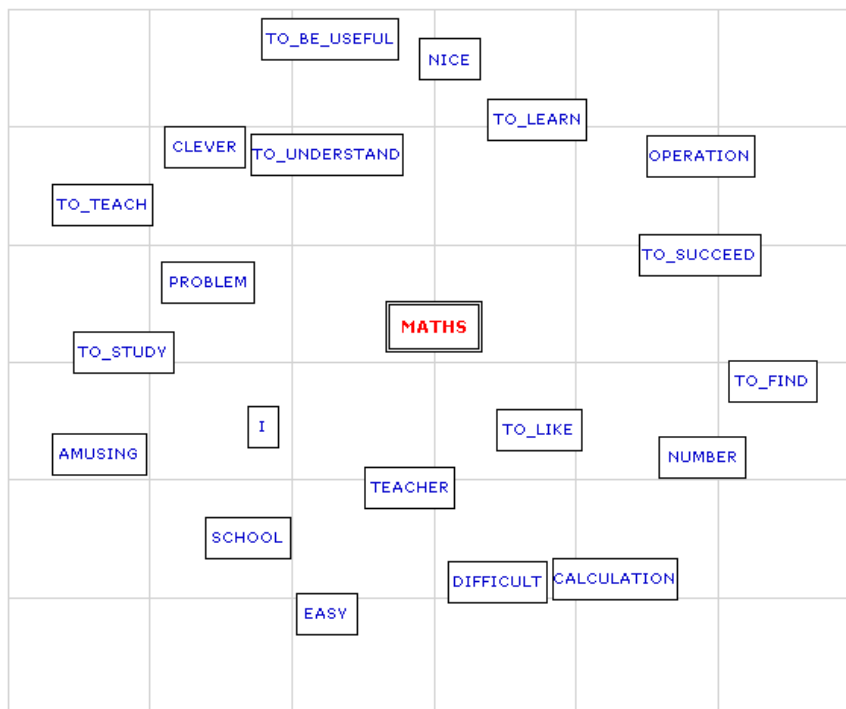 TO_BE_USEFUL
NICE
TO_LEARN
CLEVER
TO_UNDERSTAND
OPERATION
TO_TEACH
TO_SUCCEED
PROBLEM
MATHS
TO_STUDY
TO_FIND
I
TO_LIKE
AMUSING
NUMBER
TEACHER
SCHOOL
DIFFICULT
CALCULATION
EASY